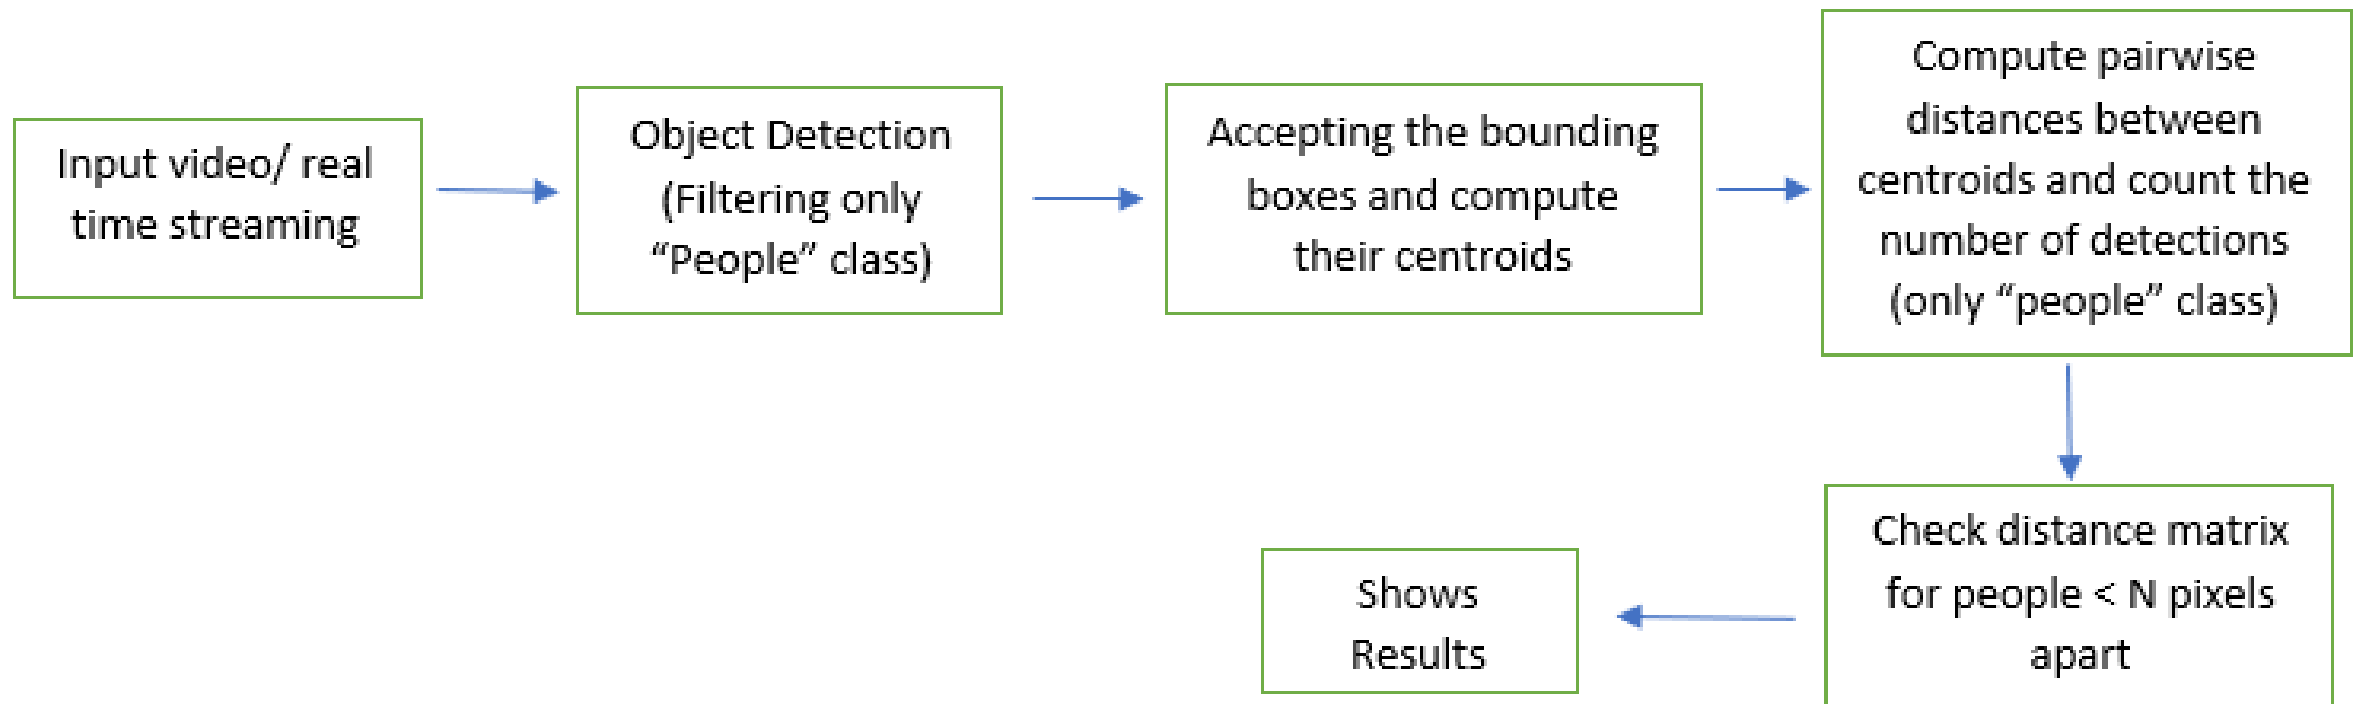 Input video/ real
time streaming
Object Detection
(Filtering only
“People” class)
Accepting the bounding
boxes and compute
their centroids
Compute pairwise
distances between
centroids and count the
number of detections
(only “people” class)
Check distance matrix
for people < N pixels
apart
Shows
Results